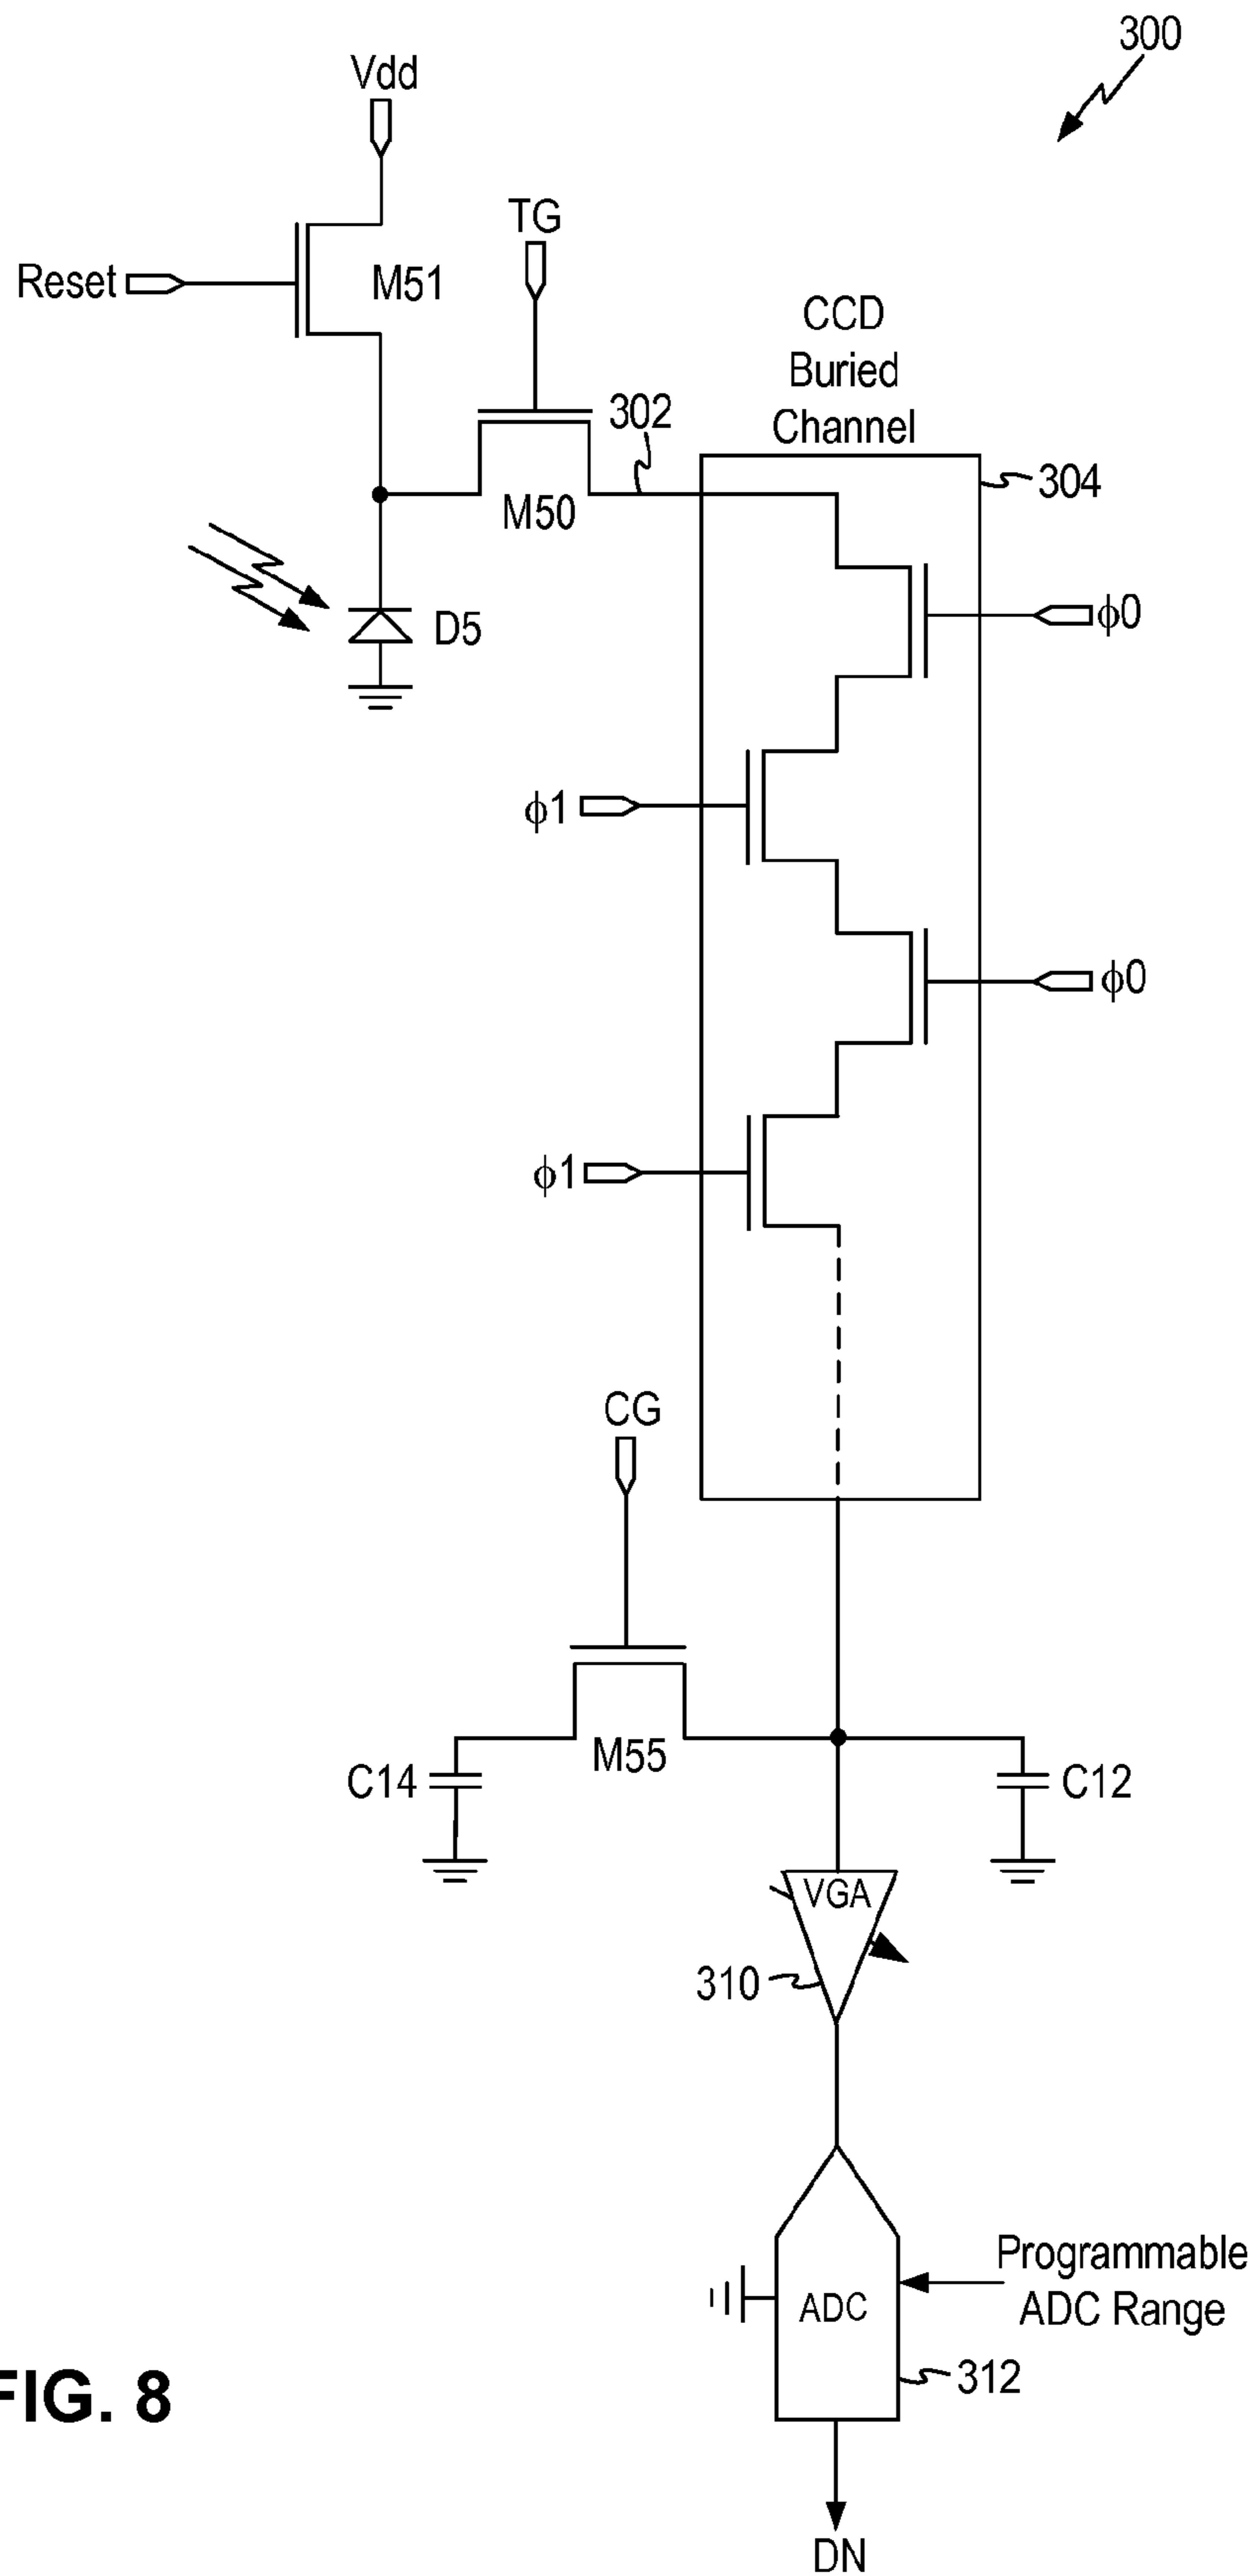 300
Vdd
TG
Reset
M51
CCD
Buried
Channel
302
304
M50
D5
ϕ0
ϕ1
ϕ0
ϕ1
CG
M55
C14
C12
VGA
310
Programmable
ADC Range
ADC
312
FIG. 8
DN